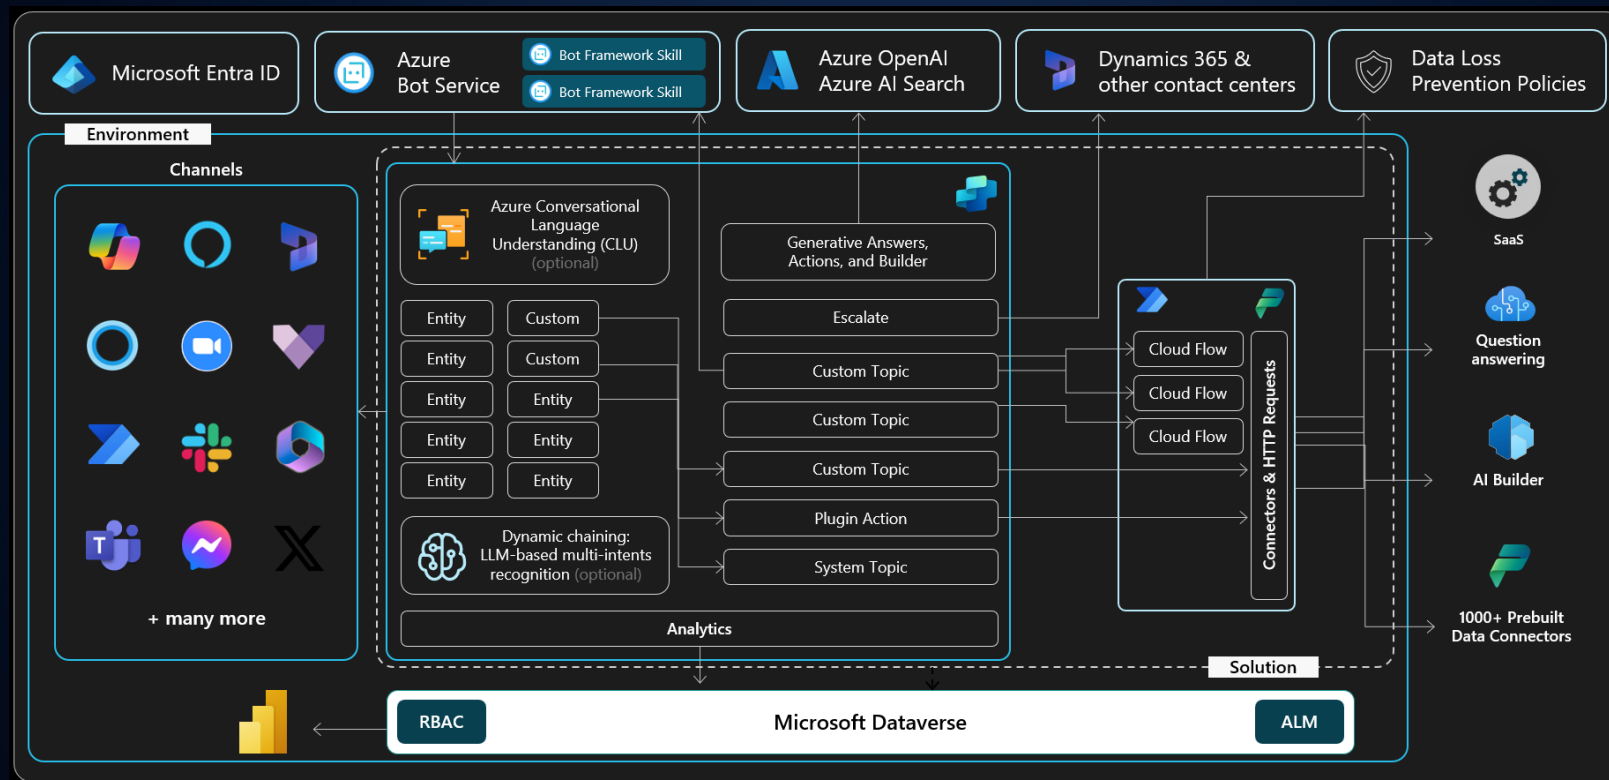 Microsoft Entra ID
Azure
Bot Service
Bot Framework Skill
Bot Framework Skill
Azure OpenAI
Azure AI Search
Dynamics 365 &
other contact centers
Data Loss
Prevention Policies
Environment
Channels
+ many more
Azure Conversational
Language
Understanding (CLU)
(optional)
Entity
Custom
Entity
Custom
Entity
Entity
Entity
Entity
Entity
Entity
Dynamic chaining:
LLM-based multi-intents
recognition (optional)
Generative Answers,
Actions, and Builder
Escalate
Custom Topic
Custom Topic
Custom Topic
Plugin Action
System Topic
Analytics
Cloud Flow
Cloud Flow
Cloud Flow
Connectors & HTTP Requests
SaaS
Question
answering
AI Builder
1000+ Prebuilt
Data Connectors
Solution
RBAC
Microsoft Dataverse
ALM
T